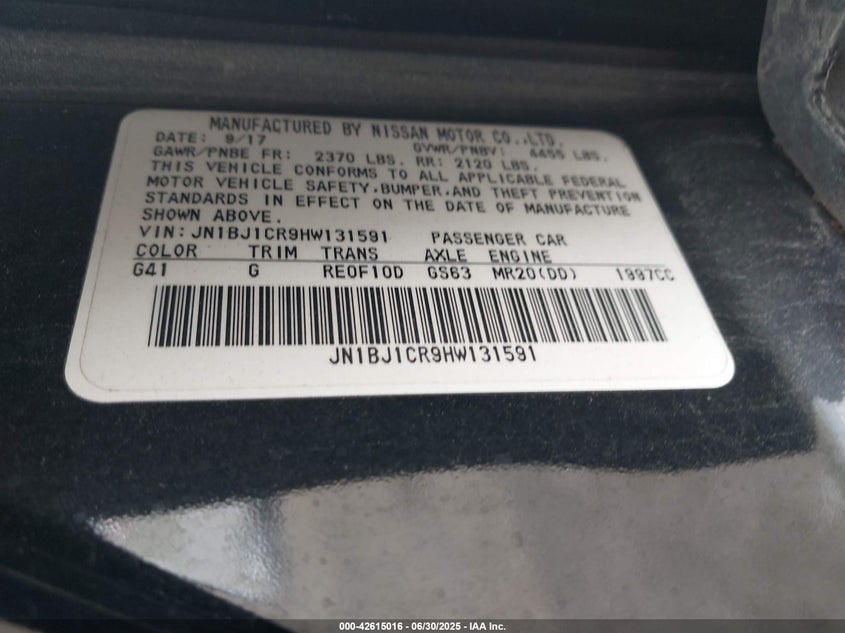 MANUFACTURED BY NISSAN MOTOR CO.,LTD.
DATE: 9/17 GVWR/PNBV: 4455 LBS.
GAWR/PNBE FR: 2370 LBS. RR: 2120 LBS.
THIS VEHICLE CONFORMS TO ALL APPLICABLE FEDERAL
MOTOR VEHICLE SAFETY,BUMPER,AND THEFT PREVENTION
STANDARDS IN EFFECT ON THE DATE OF MANUFACTURE
SHOWN ABOVE.
VIN:JN1BJ1CR9HW131591 PASSENGER CAR
COLOR TRIM TRANS AXLE ENGINE
G41 G RE0F10D GS63 MR20(DD) 1997CC
JN1BJ1CR9HW131591
000-42615016 - 06/30/2025 - IAA Inc.